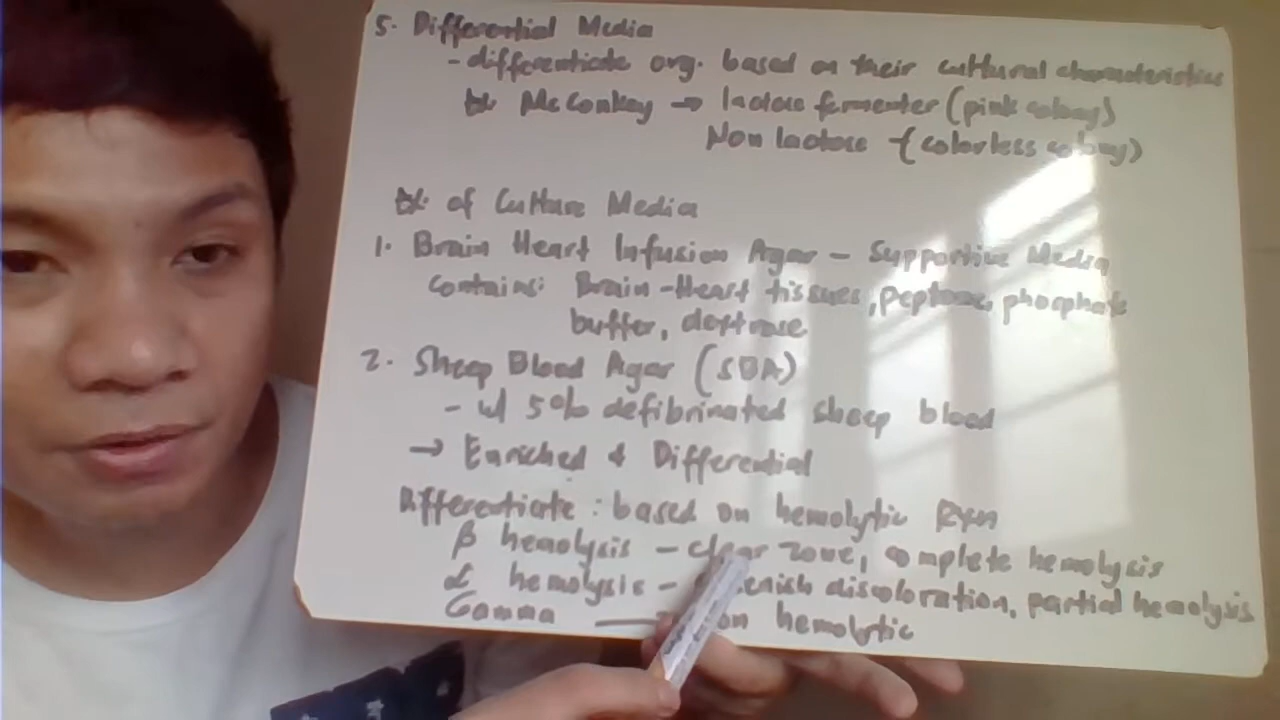 5. Differential Media
- differentiate org. based on their cultural characteristics
Ex. McConkey → lactose fermenter (pink colony)
Non lactose - (colorless colony)
Ex. of Culture Media
1. Brain Heart Infusion Agar - Supportive Media
contains: Brain-Heart tissues, peptone, phosphate
buffer, dextrose
2. Sheep Blood Agar (SBA)
- w/ 5% defibrinated sheep blood
→ Enriched & Differential
Differentiate : based on hemolytic Rxn
β hemolysis - clear zone, complete hemolysis
α hemolysis - enish discoloration, partial hemolysis
Gamma — on hemolytic